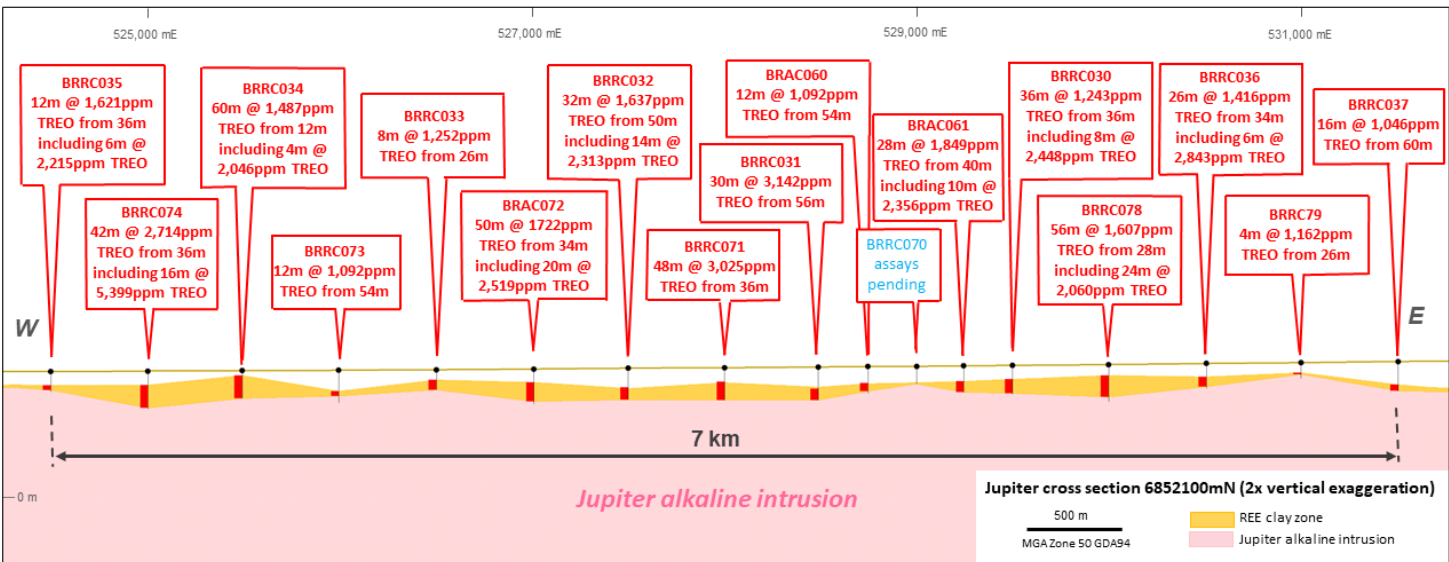 525,000 mE
527,000 mE
529,000 mE
531,000 mE
BRRC035
12m @ 1,621ppm
TREO from 36m
including 6m @
2,215ppm TREO
BRRC074
42m @ 2,714ppm
TREO from 36m
including 16m @
5,399ppm TREO
BRRC034
60m @ 1,487ppm
TREO from 12m
including 4m @
2,046ppm TREO
BRRC073
12m @ 1,092ppm
TREO from 54m
BRRC033
8m @ 1,252ppm
TREO from 26m
BRAC072
50m @ 1722ppm
TREO from 34m
including 20m @
2,519ppm TREO
BRRC032
32m @ 1,637ppm
TREO from 50m
including 14m @
2,313ppm TREO
BRRC071
48m @ 3,025ppm
TREO from 36m
BRRC031
30m @ 3,142ppm
TREO from 56m
BRAC060
12m @ 1,092ppm
TREO from 54m
BRRC070
assays
pending
BRAC061
28m @ 1,849ppm
TREO from 40m
including 10m @
2,356ppm TREO
BRRC030
36m @ 1,243ppm
TREO from 36m
including 8m @
2,448ppm TREO
BRRC078
56m @ 1,607ppm
TREO from 28m
including 24m @
2,060ppm TREO
BRRC036
26m @ 1,416ppm
TREO from 34m
including 6m @
2,843ppm TREO
BRRC79
4m @ 1,162ppm
TREO from 26m
BRRC037
16m @ 1,046ppm
TREO from 60m
W
E
7 km
0 m
Jupiter alkaline intrusion
Jupiter cross section 6852100mN (2x vertical exaggeration)
500 m
MGA Zone 50 GDA94
REE clay zone
Jupiter alkaline intrusion